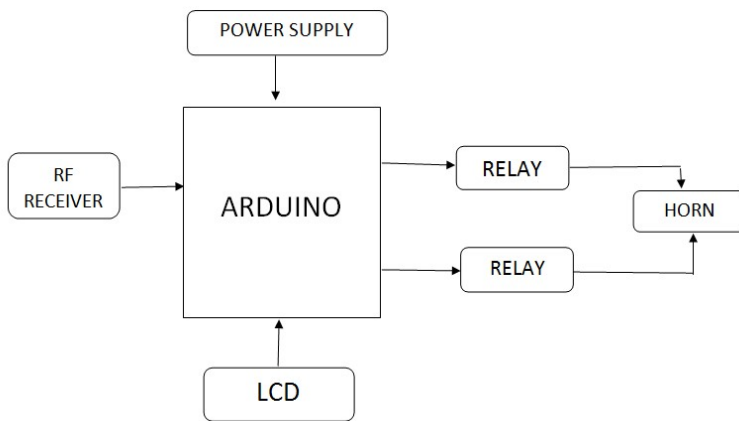 POWER SUPPLY
RF
RECEIVER
ARDUINO
RELAY
HORN
RELAY
LCD